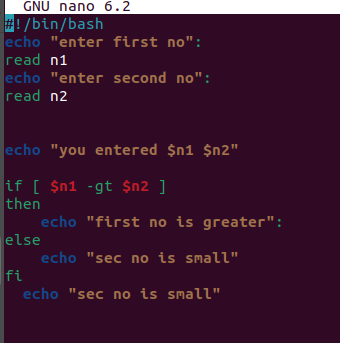 GNU nano 6.2
#!/bin/bash
echo "enter first no":
read n1
echo "enter second no":
read n2
echo "you entered $n1 $n2"
if [ $n1 -gt $n2 ]
then
    echo "first no is greater":
else
    echo "sec no is small"
fi
  echo "sec no is small"